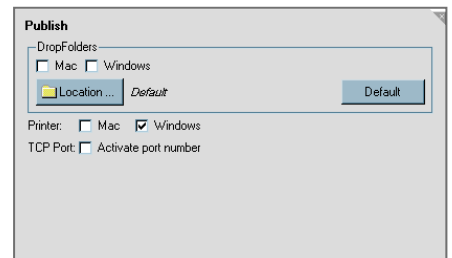 Publish
DropFolders
Mac Windows
Location ... Default Default
Printer: Mac Windows
TCP Port: Activate port number